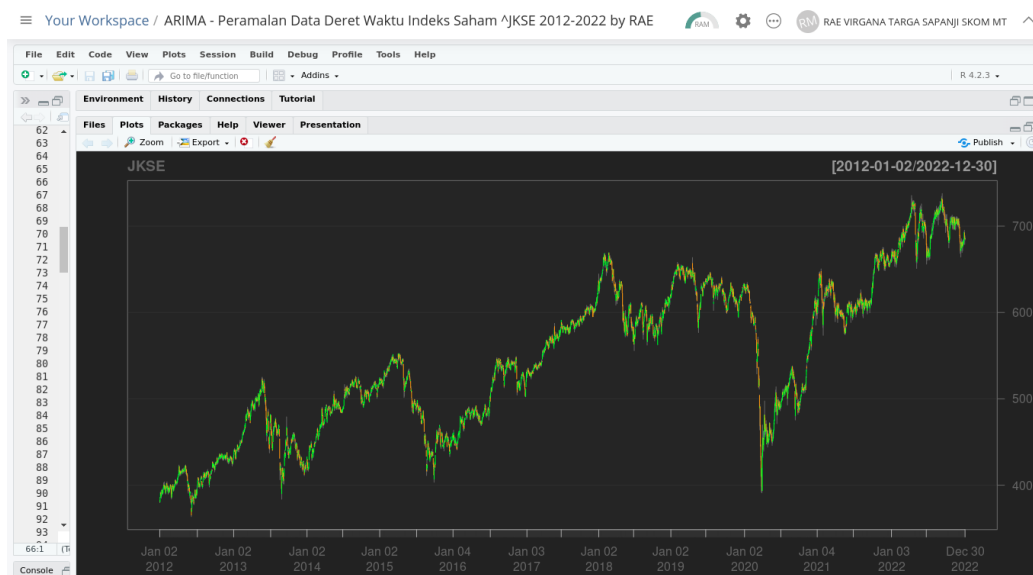 Your Workspace / ARIMA - Peramalan Data Deret Waktu Indeks Saham ^JKSE 2012-2022 by RAE
RAM
RM
RAE VIRGANA TARGA SAPANJI SKOM MT
File Edit Code View Plots Session Build Debug Profile Tools Help
Go to file/function
Addins
R 4.2.3
Environment History Connections Tutorial
Files Plots Packages Help Viewer Presentation
Zoom Export Publish
62
63
64
65
66
67
68
69
70
71
72
73
74
75
76
77
78
79
80
81
82
83
84
85
86
87
88
89
90
91
92
93
66:1
Console
JKSE [2012-01-02/2022-12-30]
700
600
500
400
Jan 02 Jan 02 Jan 02 Jan 02 Jan 04 Jan 03 Jan 02 Jan 02 Jan 02 Jan 04 Jan 03 Dec 30
2012 2013 2014 2015 2016 2017 2018 2019 2020 2021 2022 2022